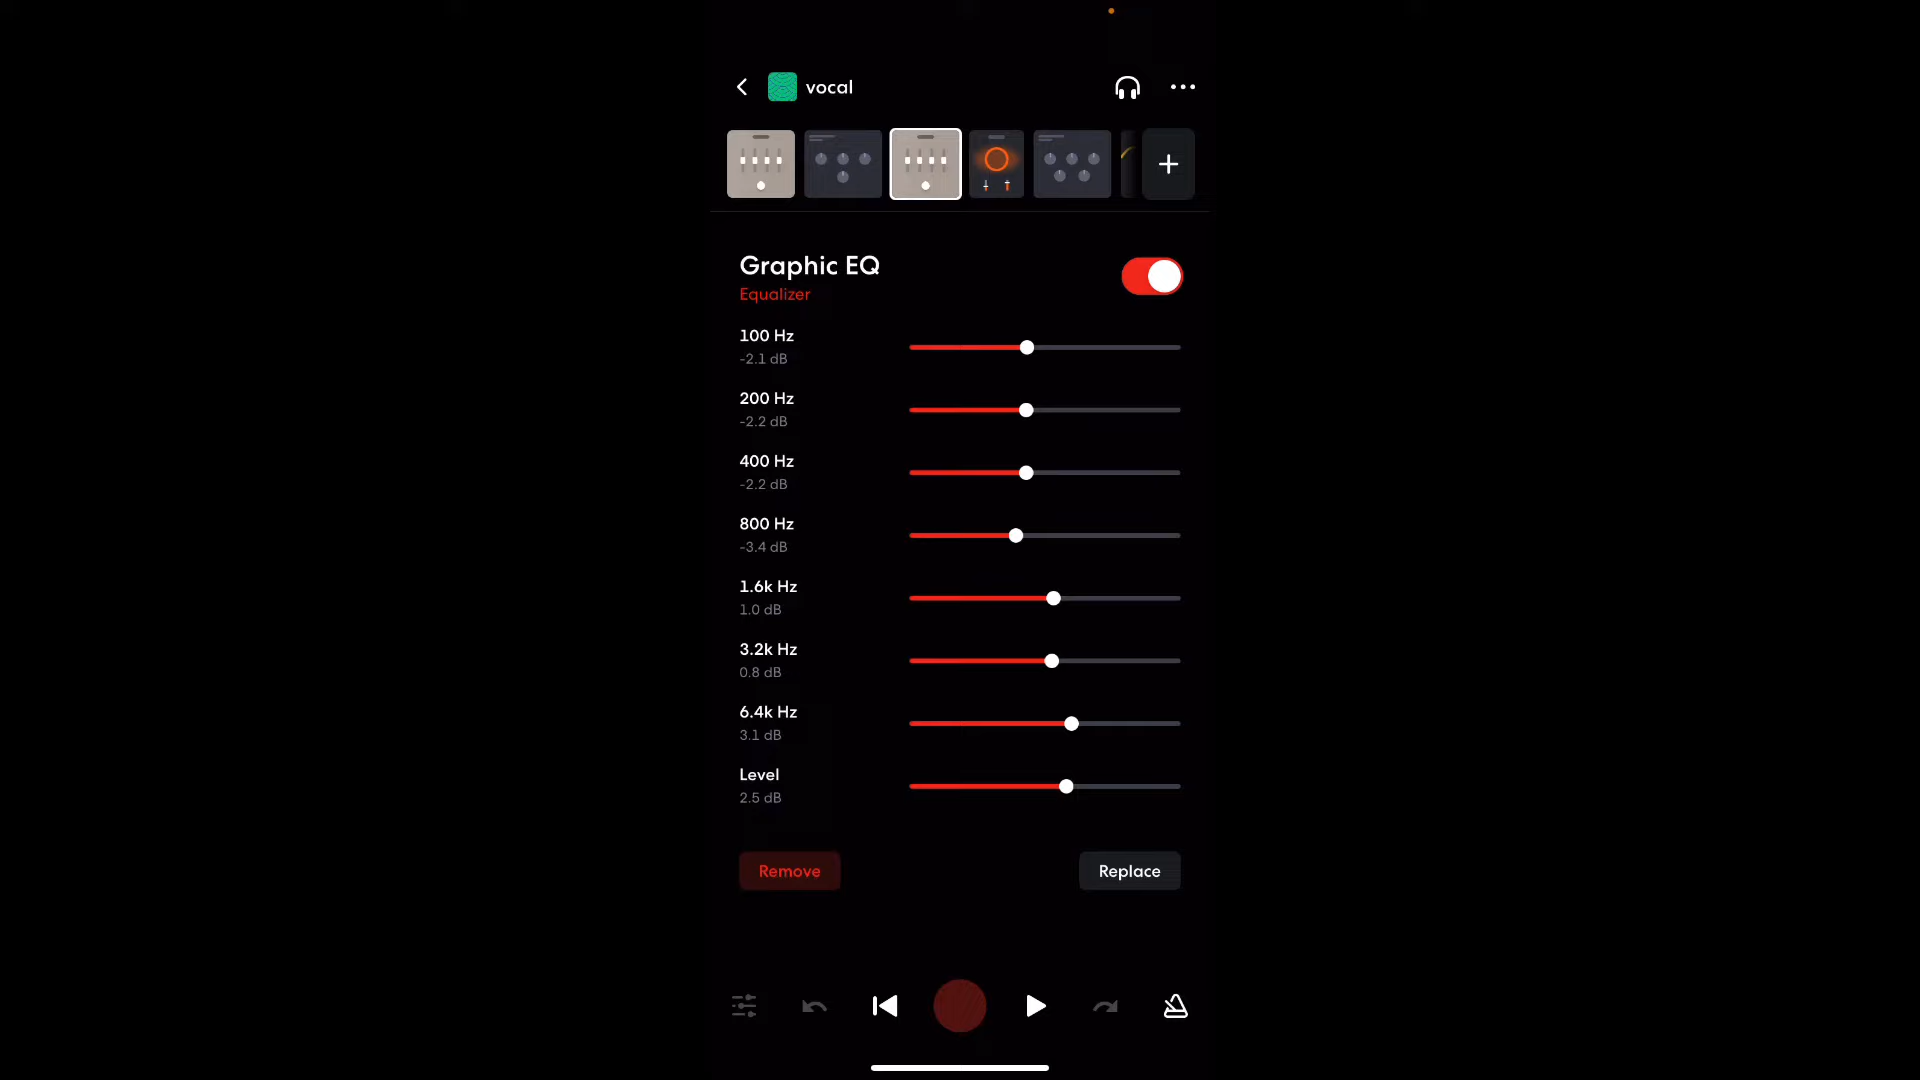 vocal
Graphic EQ
Equalizer
100 Hz
-2.1 dB
200 Hz
-2.2 dB
400 Hz
-2.2 dB
800 Hz
-3.4 dB
1.6k Hz
1.0 dB
3.2k Hz
0.8 dB
6.4k Hz
3.1 dB
Level
2.5 dB
Remove
Replace